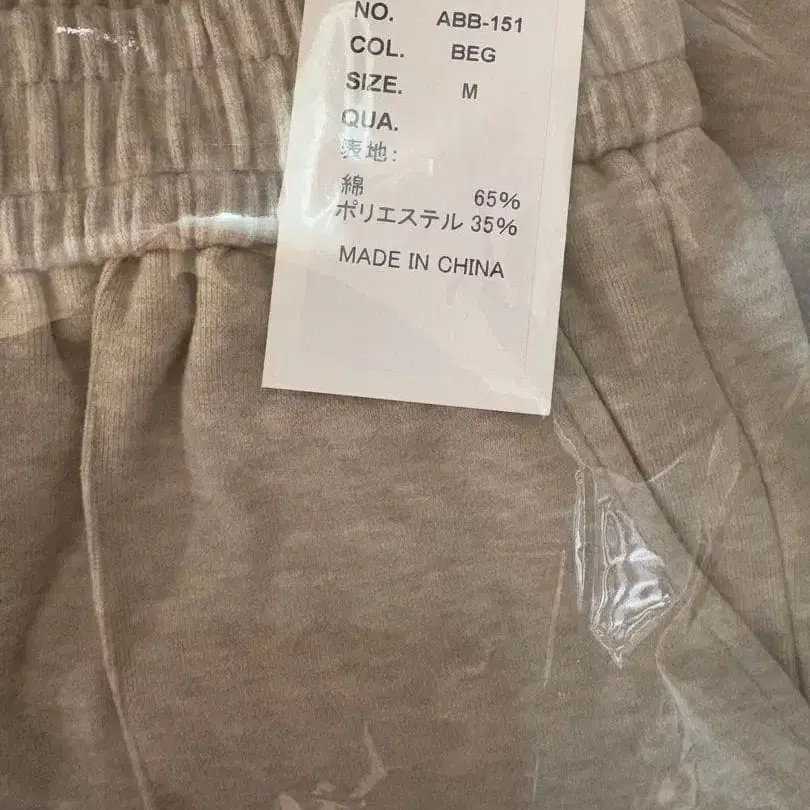 NO. ABB-151
COL. BEG
SIZE. M
QUA.
表地:
綿 65%
ポリエステル 35%
MADE IN CHINA